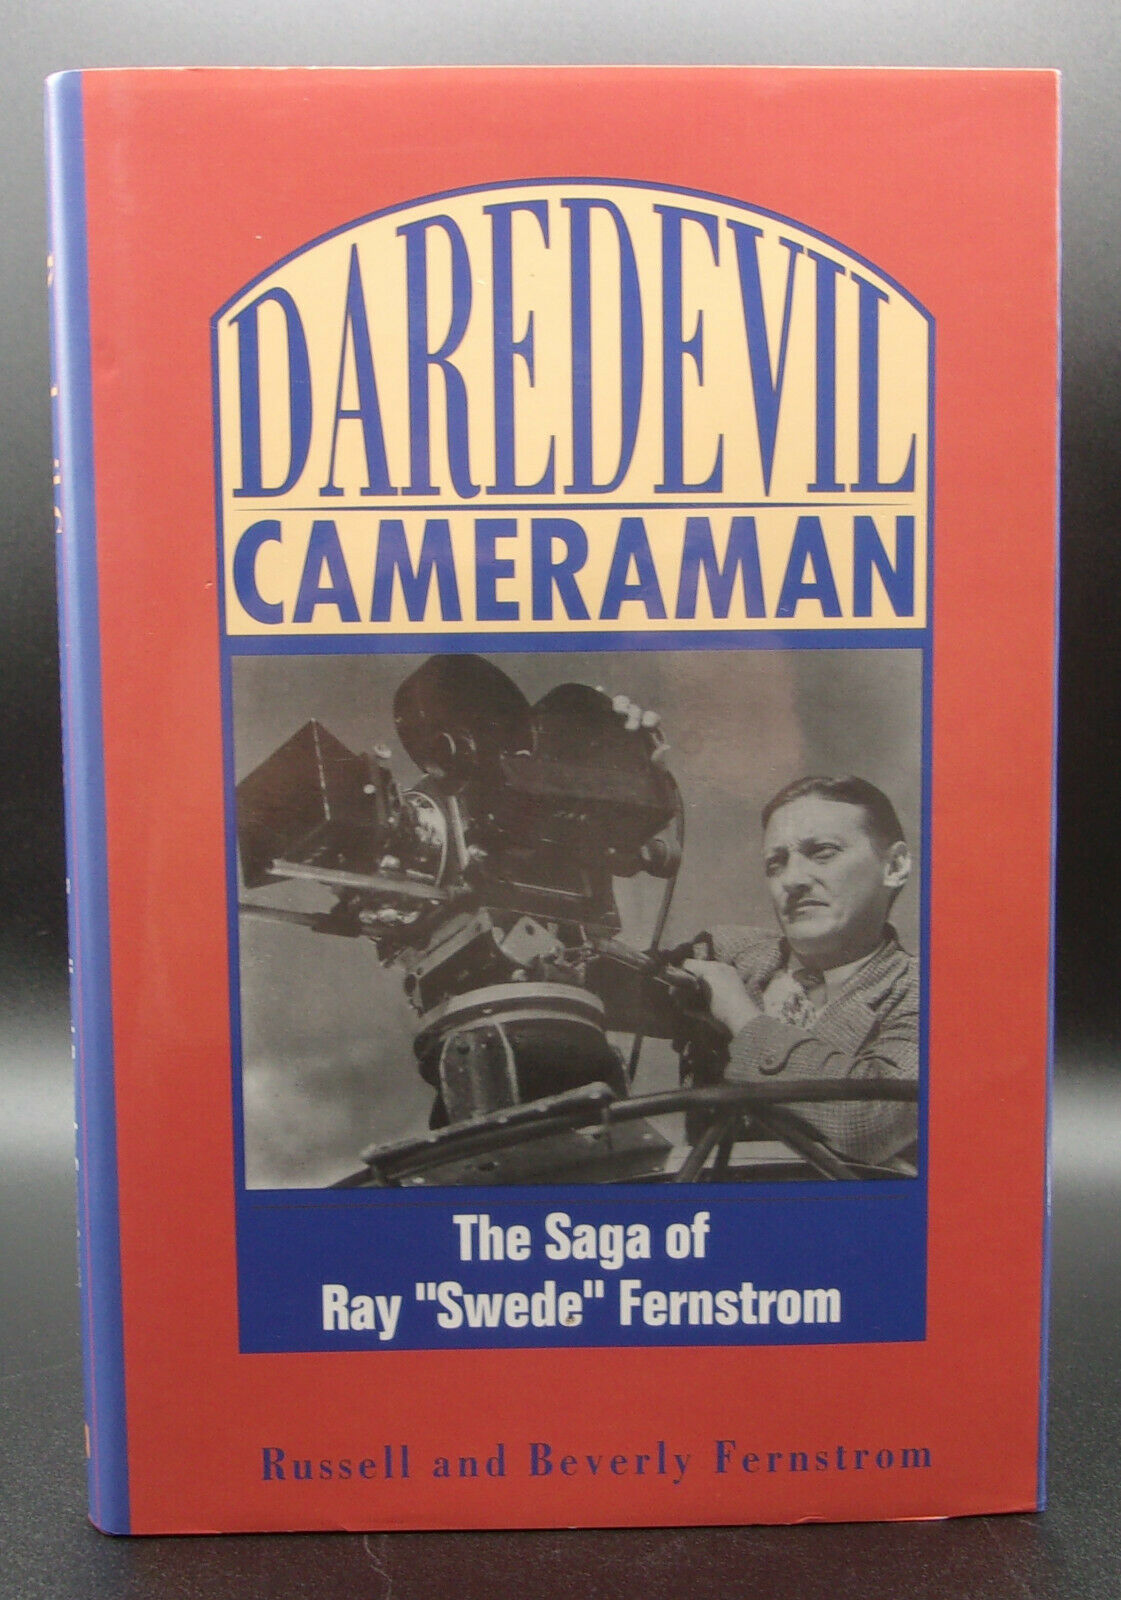 DAREDEVIL
CAMERAMAN
The Saga of
Ray "Swede" Fernstrom
Russell and Beverly Fernstrom